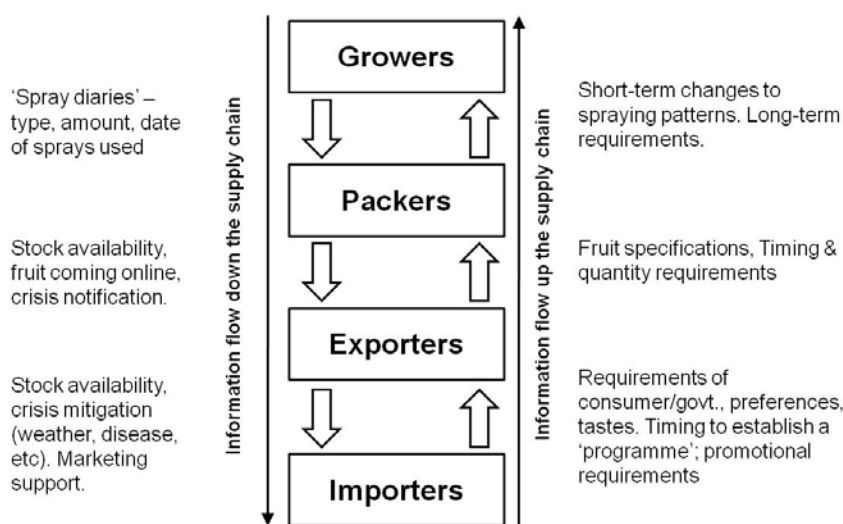 Growers
‘Spray diaries’ –
type, amount, date
of sprays used
Short-term changes to
spraying patterns. Long-term
requirements.
Information flow down the supply chain
Information flow up the supply chain
Packers
Stock availability,
fruit coming online,
crisis notification.
Fruit specifications, Timing &
quantity requirements
Exporters
Stock availability,
crisis mitigation
(weather, disease,
etc). Marketing
support.
Requirements of
consumer/govt., preferences,
tastes. Timing to establish a
‘programme’; promotional
requirements
Importers